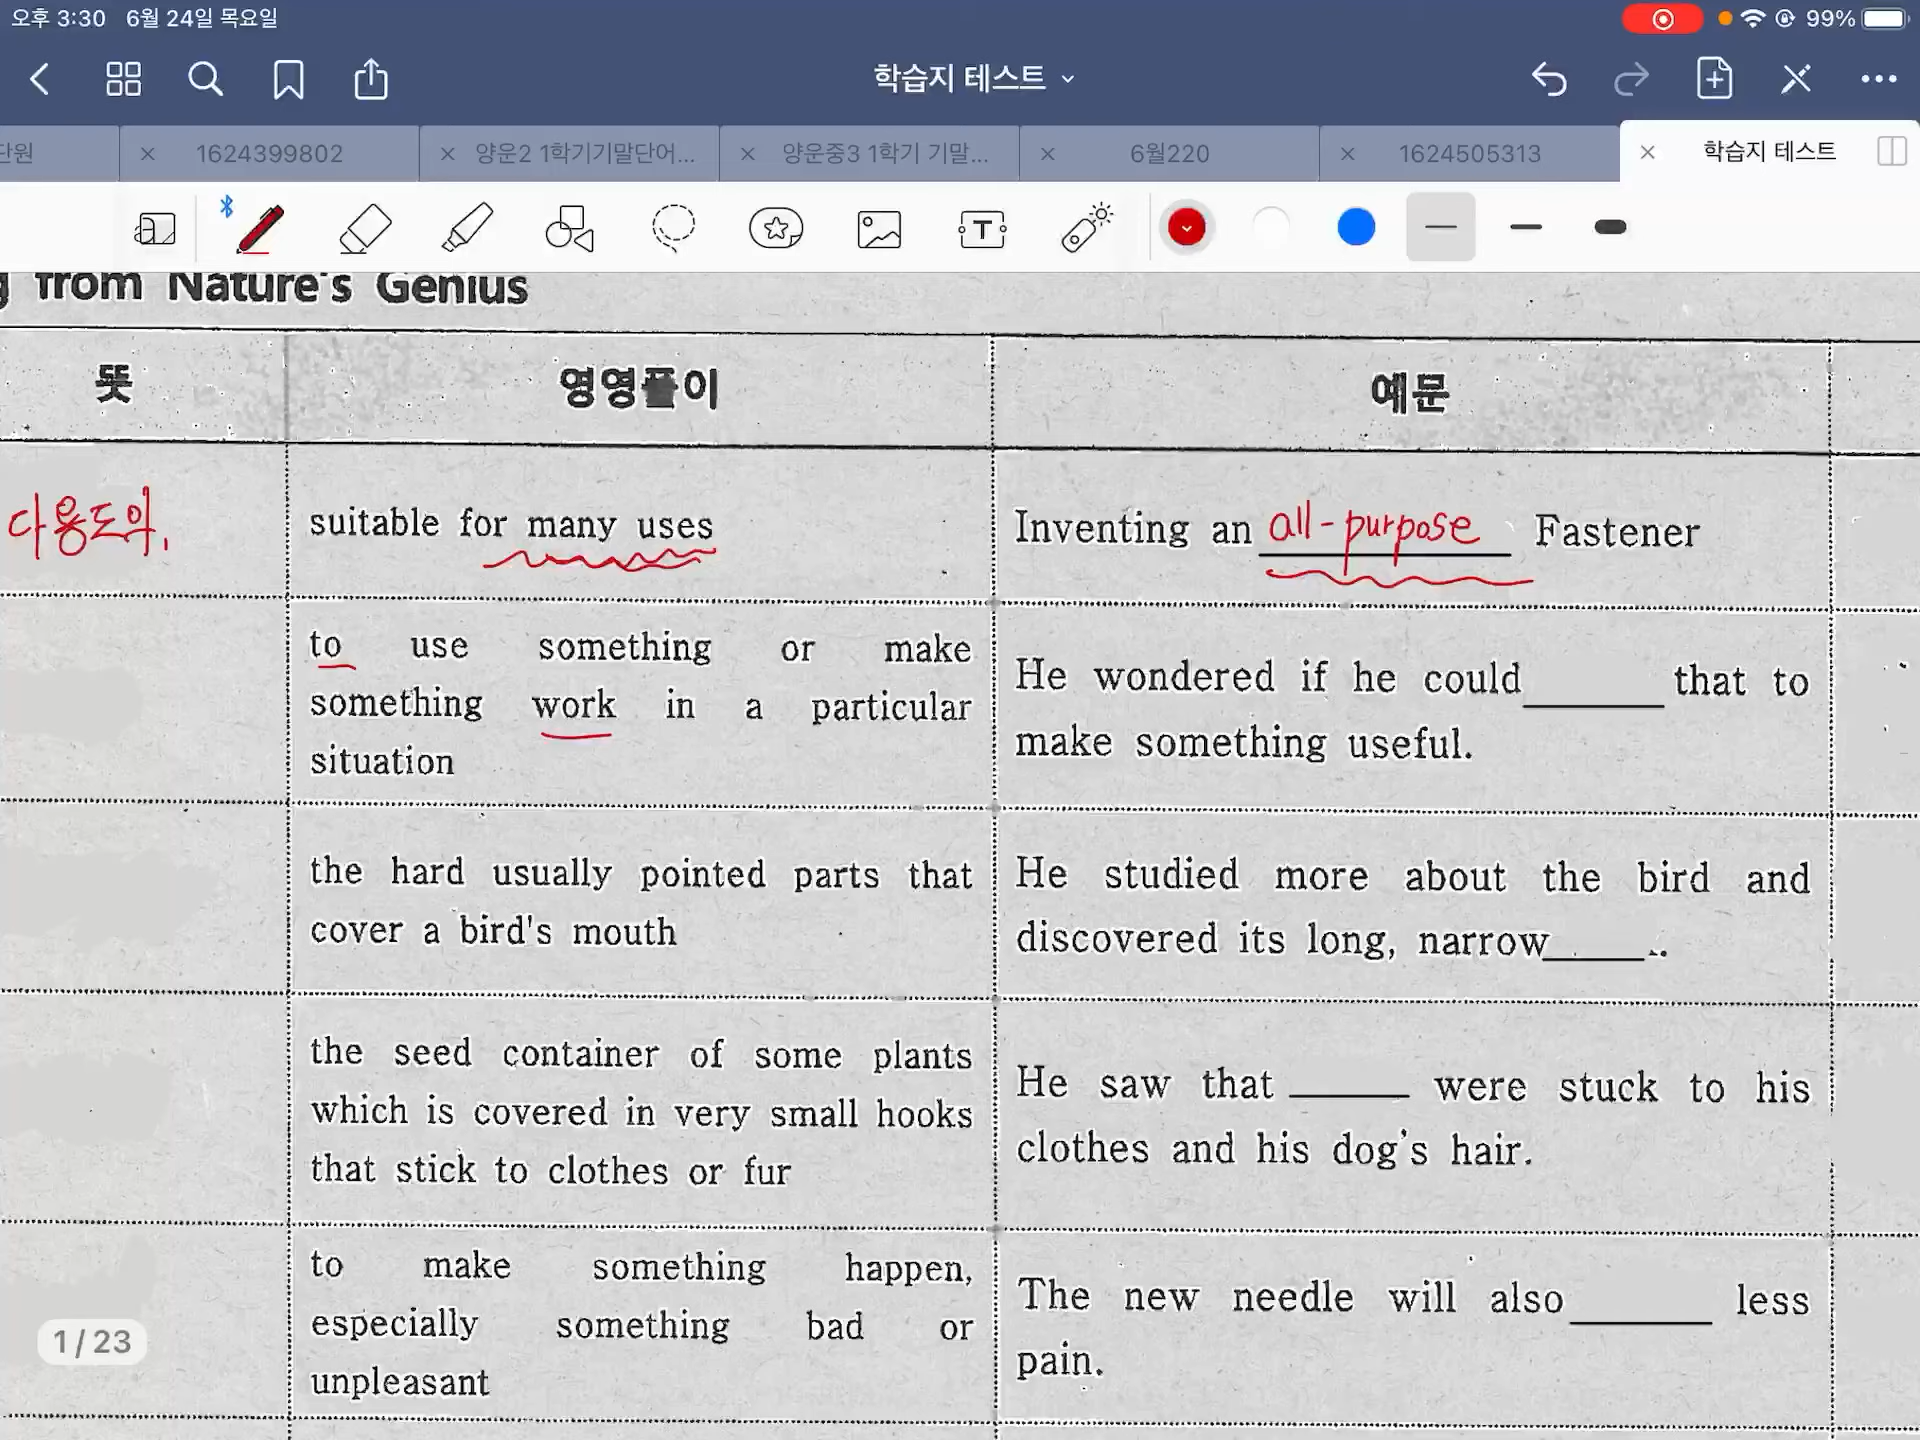 오후 3:30 6월 24일 목요일
99%
학습지 테스트
단원
1624399802
양운2 1학기기말단어...
양운중3 1학기 기말...
6월220
1624505313
학습지 테스트
from Nature's Genius
뜻
영영풀이
예문
다용도의.
suitable for many uses
Inventing an all-purpose Fastener
to use something or make
something work in a particular
situation
He wondered if he could that to
make something useful.
the hard usually pointed parts that
cover a bird's mouth
He studied more about the bird and
discovered its long, narrow .
the seed container of some plants
which is covered in very small hooks
that stick to clothes or fur
He saw that were stuck to his
clothes and his dog's hair.
to make something happen,
especially something bad or
unpleasant
The new needle will also less
pain.
1/23